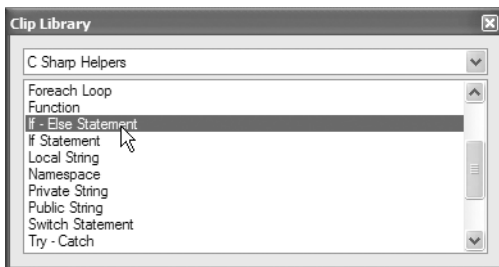 Clip Library
C Sharp Helpers
Foreach Loop
Function
If - Else Statement
If Statement
Local String
Namespace
Private String
Public String
Switch Statement
Try - Catch